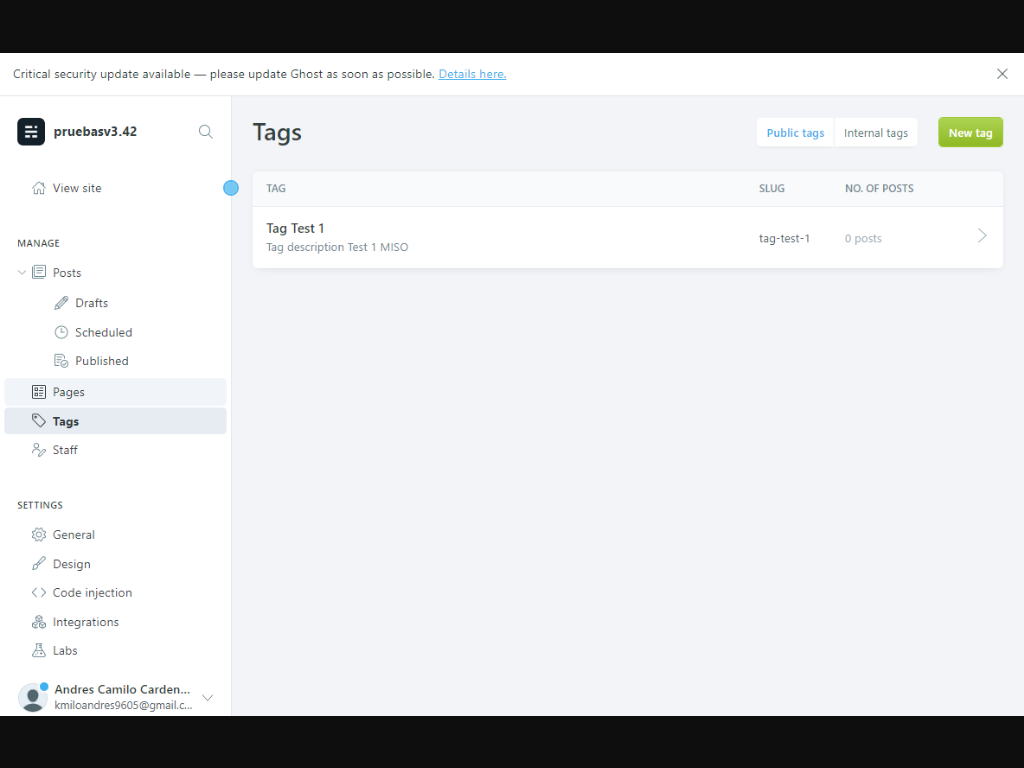 Critical security update available — please update Ghost as soon as possible. Details here.
pruebasv3.42
View site
MANAGE
Posts
Drafts
Scheduled
Published
Pages
Tags
Staff
SETTINGS
General
Design
Code injection
Integrations
Labs
Andres Camilo Carden...
kmiloandres9605@gmail.c...
Tags
Public tags
Internal tags
New tag
TAG
SLUG
NO. OF POSTS
Tag Test 1
Tag description Test 1 MISO
tag-test-1
0 posts